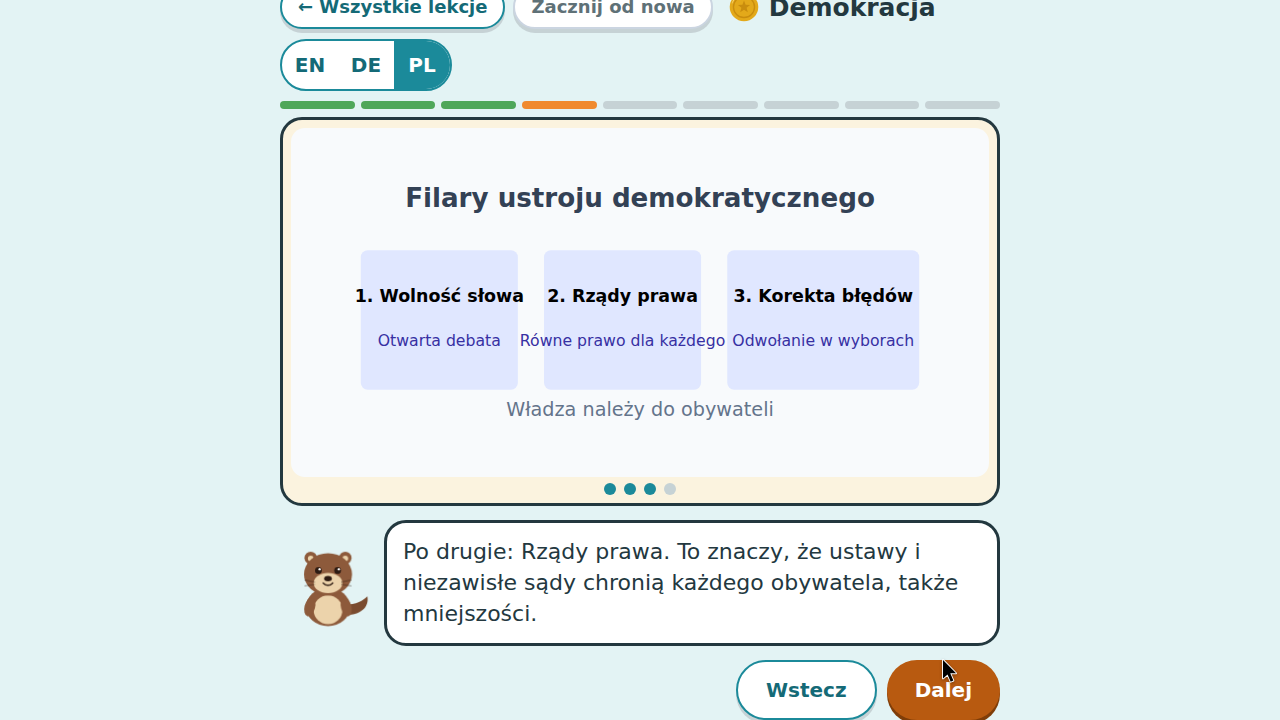 ← Wszystkie lekcje
Zacznij od nowa
Demokracja
EN DE PL
Filary ustroju demokratycznego
1. Wolność słowa
2. Rządy prawa
3. Korekta błędów
Otwarta debata
Równe prawo dla każdego
Odwołanie w wyborach
Władza należy do obywateli
Po drugie: Rządy prawa. To znaczy, że ustawy i
niezawisłe sądy chronią każdego obywatela, także
mniejszości.
Wstecz
Dalej